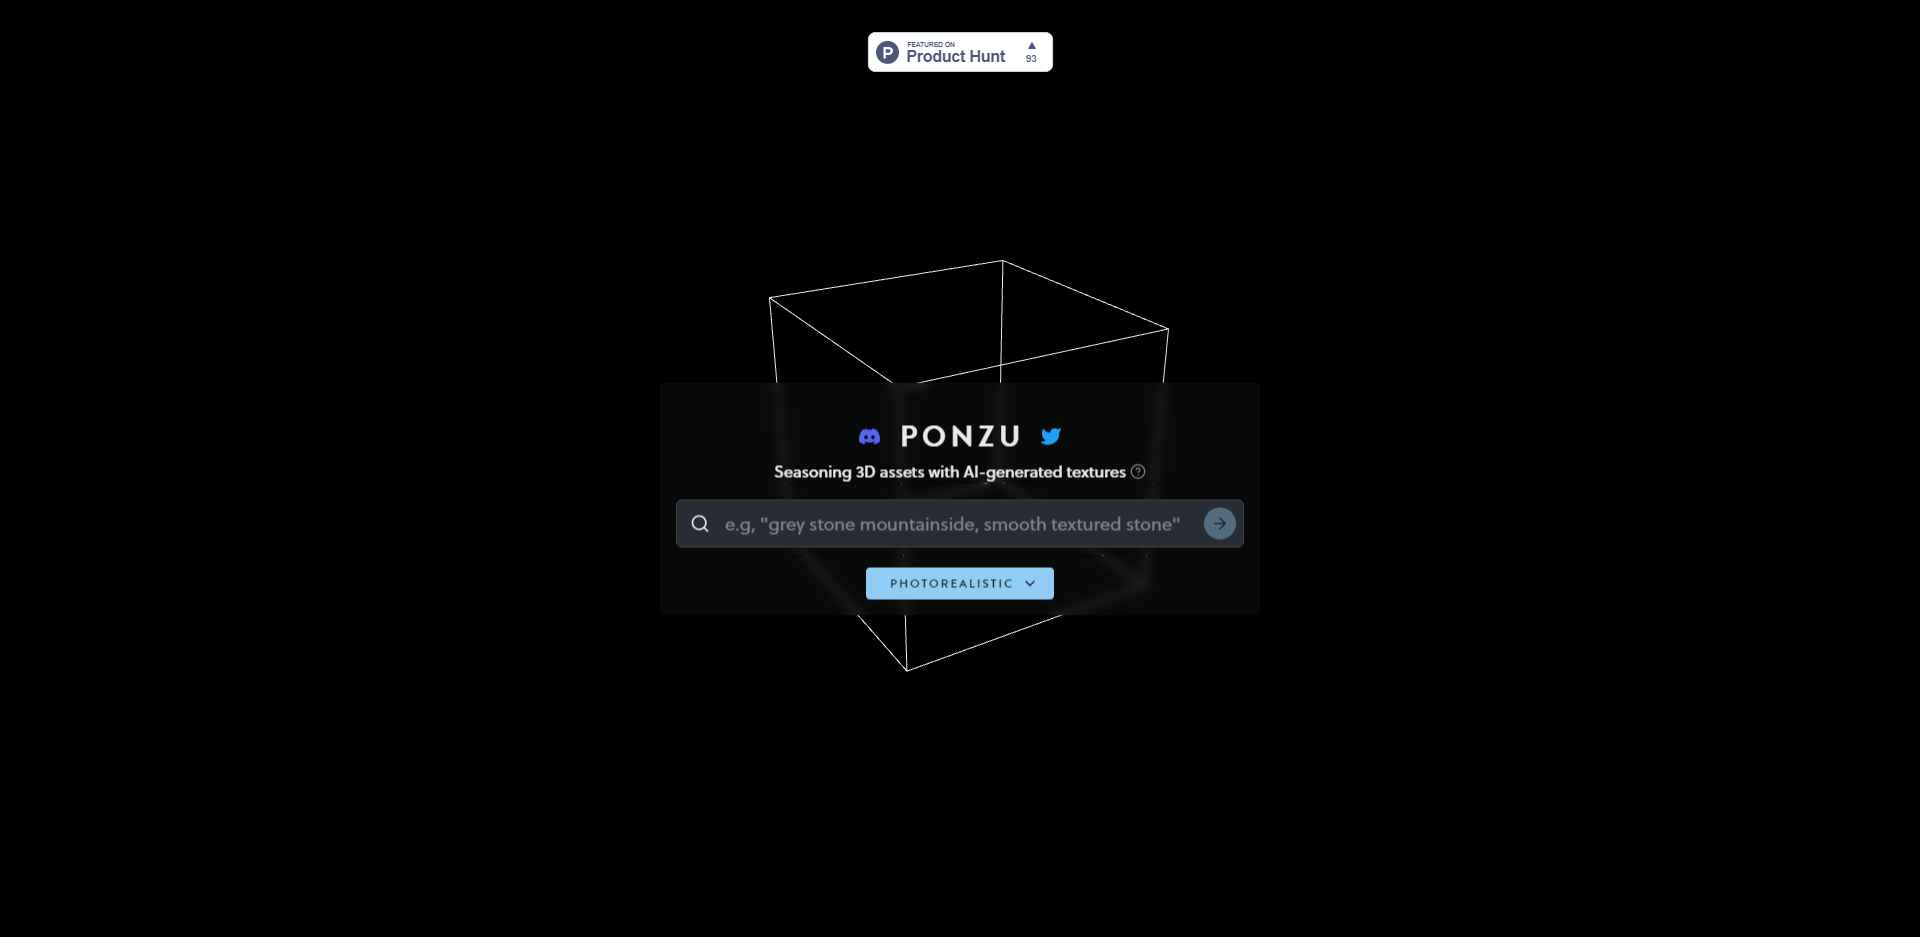 P
FEATURED ON
Product Hunt
▲
93
PONZU
Seasoning 3D assets with AI-generated textures ?
e.g, "grey stone mountainside, smooth textured stone"
PHOTOREALISTIC